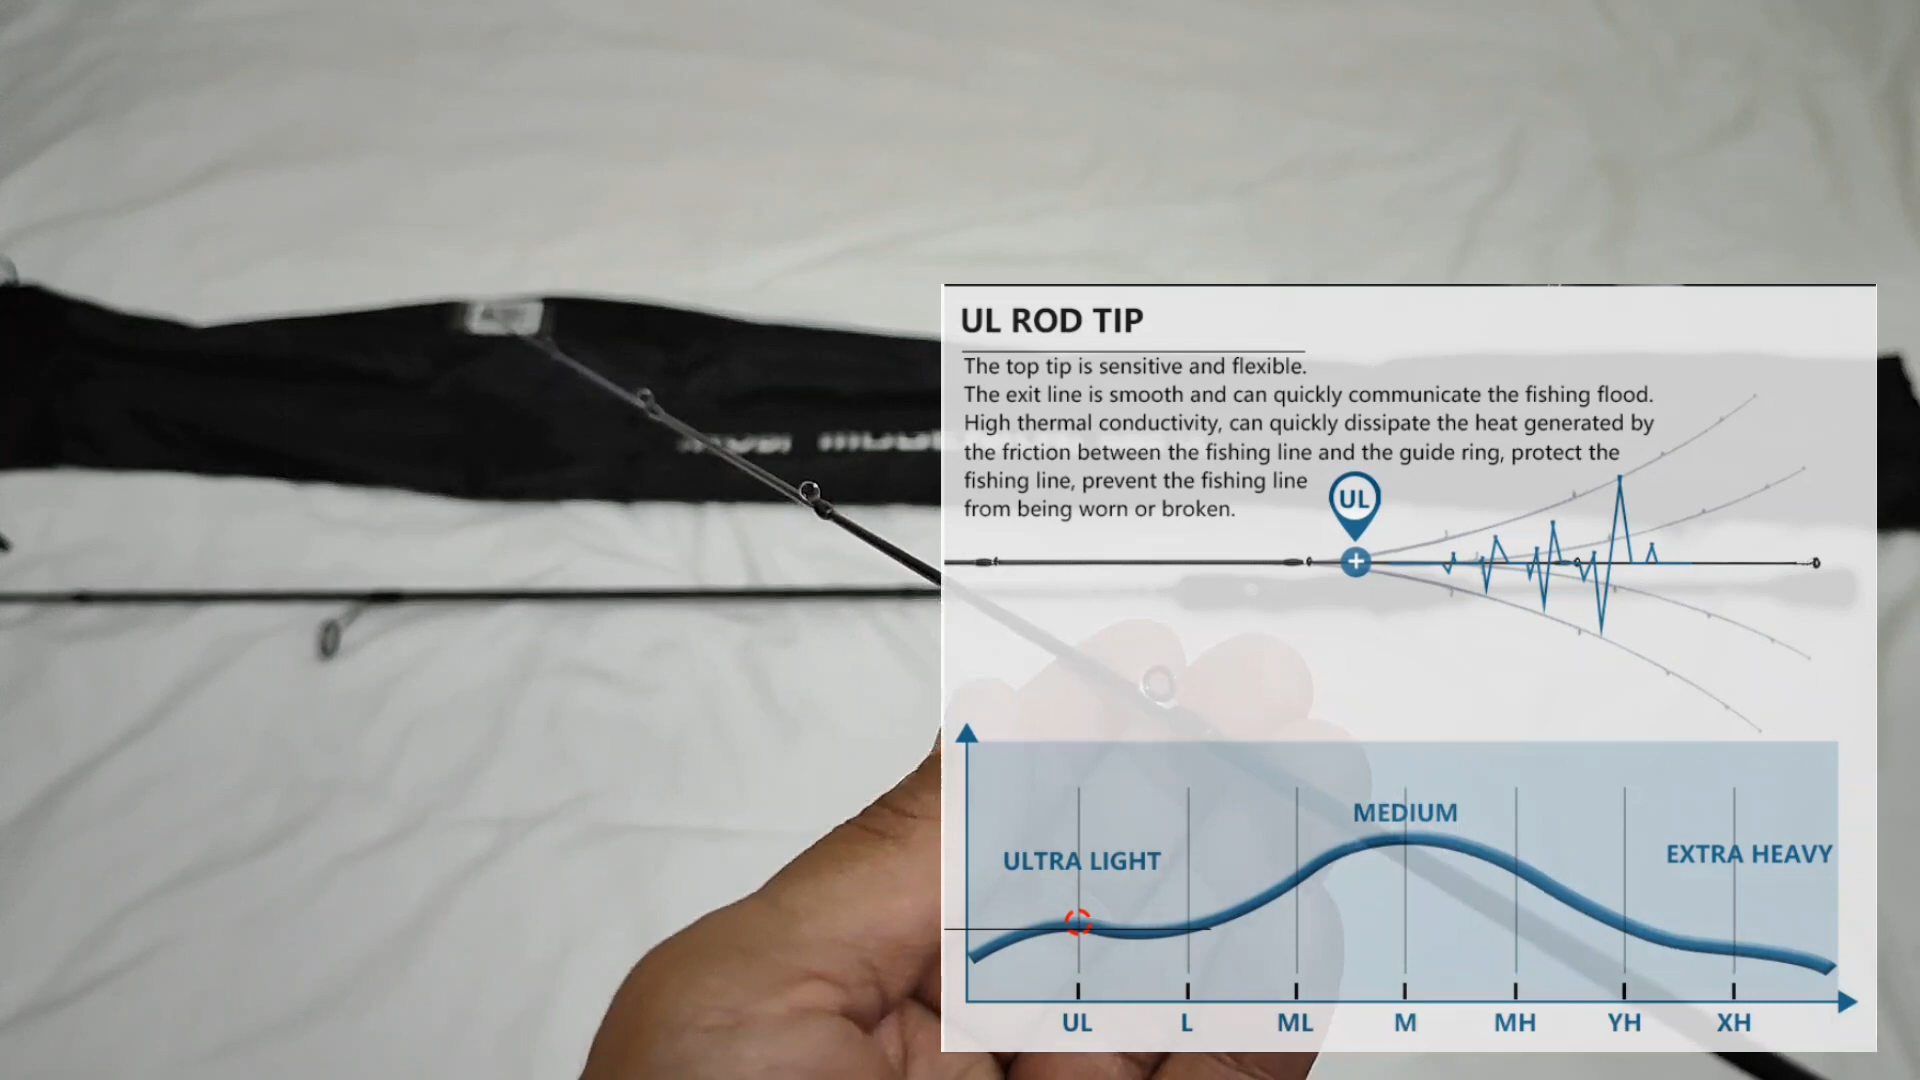 UL ROD TIP
The top tip is sensitive and flexible.
The exit line is smooth and can quickly communicate the fishing flood.
High thermal conductivity, can quickly dissipate the heat generated by
the friction between the fishing line and the guide ring, protect the
fishing line, prevent the fishing line
from being worn or broken.
UL
MEDIUM
ULTRA LIGHT
EXTRA HEAVY
UL L ML M MH YH XH